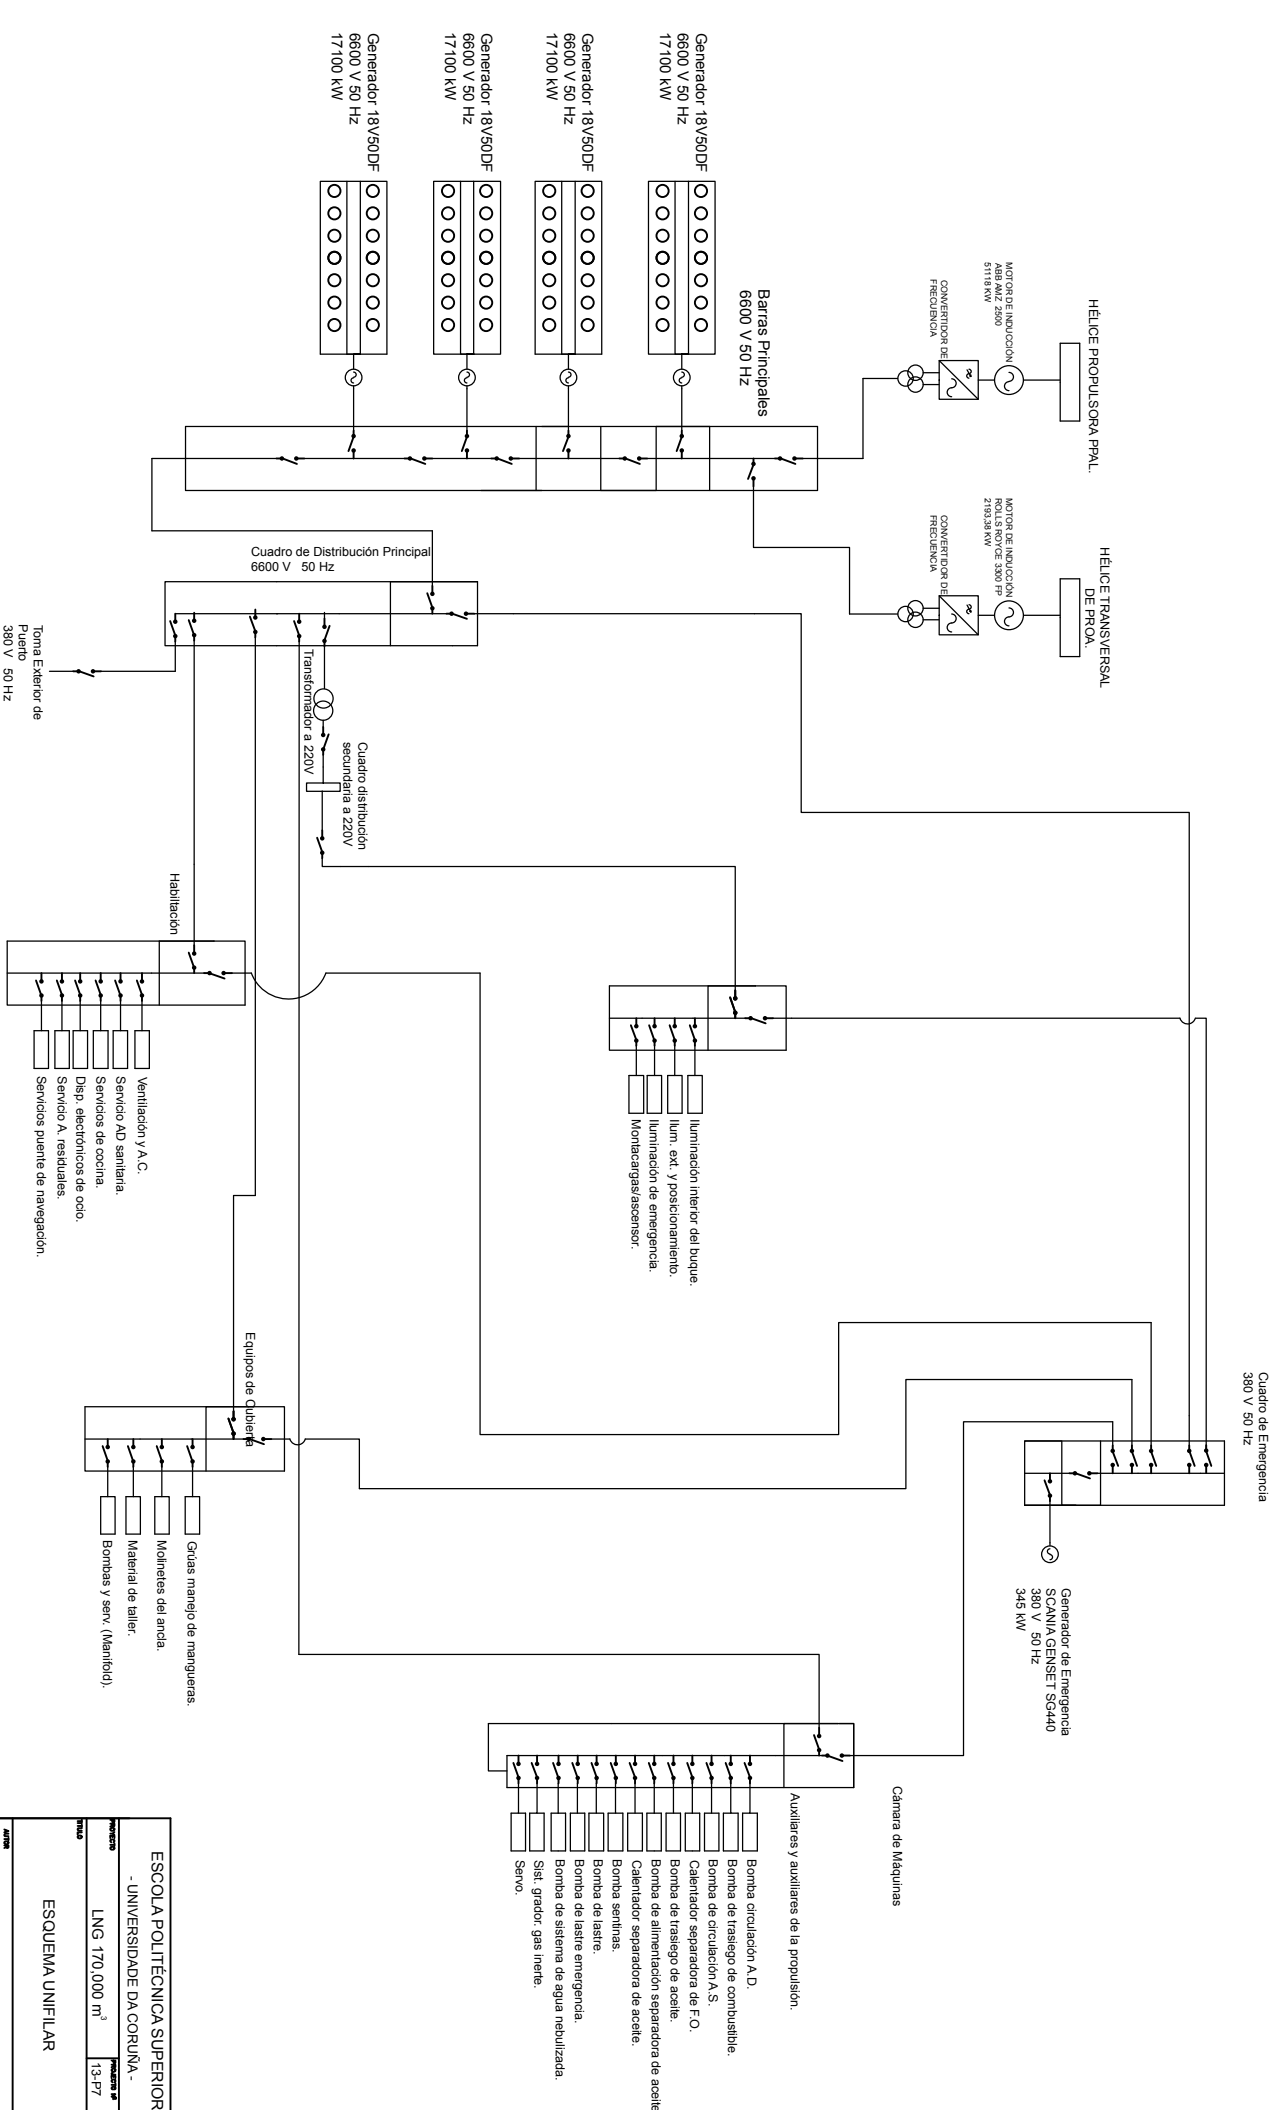 Generador 18V50DF
6600 V 50 Hz
17100 kW
Generador 18V50DF
6600 V 50 Hz
17100 kW
Generador 18V50DF
6600 V 50 Hz
17100 kW
Generador 18V50DF
6600 V 50 Hz
17100 kW
Barras Principales
6600 V 50 Hz
HÉLICE PROPULSORA PPAL.
MOTOR DE INDUCCIÓN
ABB AMZ 2500
51118 KW
CONVERTIDOR DE
FRECUENCIA
HÉLICE TRANSVERSAL
DE PROA.
MOTOR DE INDUCCIÓN
ROLLS ROYCE 3300 FP
2193,38 KW
CONVERTIDOR DE
FRECUENCIA
Cuadro de Distribución Principal
6600 V 50 Hz
Toma Exterior de
Puerto
380 V 50 Hz
Transformador a 220V
Cuadro distribución
secundaria a 220V
Habiltación
Ventilación y A.C.
Servicio AD sanitaria.
Servicios de cocina.
Disp. electrónicos de ocio.
Servicio A. residuales.
Servicios puente de navegación.
Iluminación interior del buque.
Ilum. ext. y posicionamiento.
Iluminación de emergencia.
Montacargas/ascensor.
Cuadro de Emergencia
380 V 50 Hz
Generador de Emergencia
SCANIA GENSET SG440
380 V 50 Hz
345 kW
Equipos de Cubierta
Grúas manejo de mangueras.
Molinetes del ancla.
Material de taller.
Bombas y serv. (Manifold).
Cámara de Máquinas
Auxiliares y auxiliares de la propulsión.
Bomba circulación A.D.
Bomba de trasiego de combustible.
Bomba de circulación A.S.
Calentador separadora de F.O.
Bomba de trasiego de aceite.
Bomba de alimentación separadora de aceite
Calentador separadora de aceite.
Bomba sentinas.
Bomba de lastre.
Bomba de lastre emergencia.
Bomba de sistema de agua nebulizada.
Sist. grador. gas inerte.
Servo.
ESCOLA POLITÉCNICA SUPERIOR
- UNIVERSIDADE DA CORUÑA -
PROYECTO
LNG 170,000 m³
PROJECTO Nº
13-P7
TITULO
ESQUEMA UNIFILAR
AUTOR